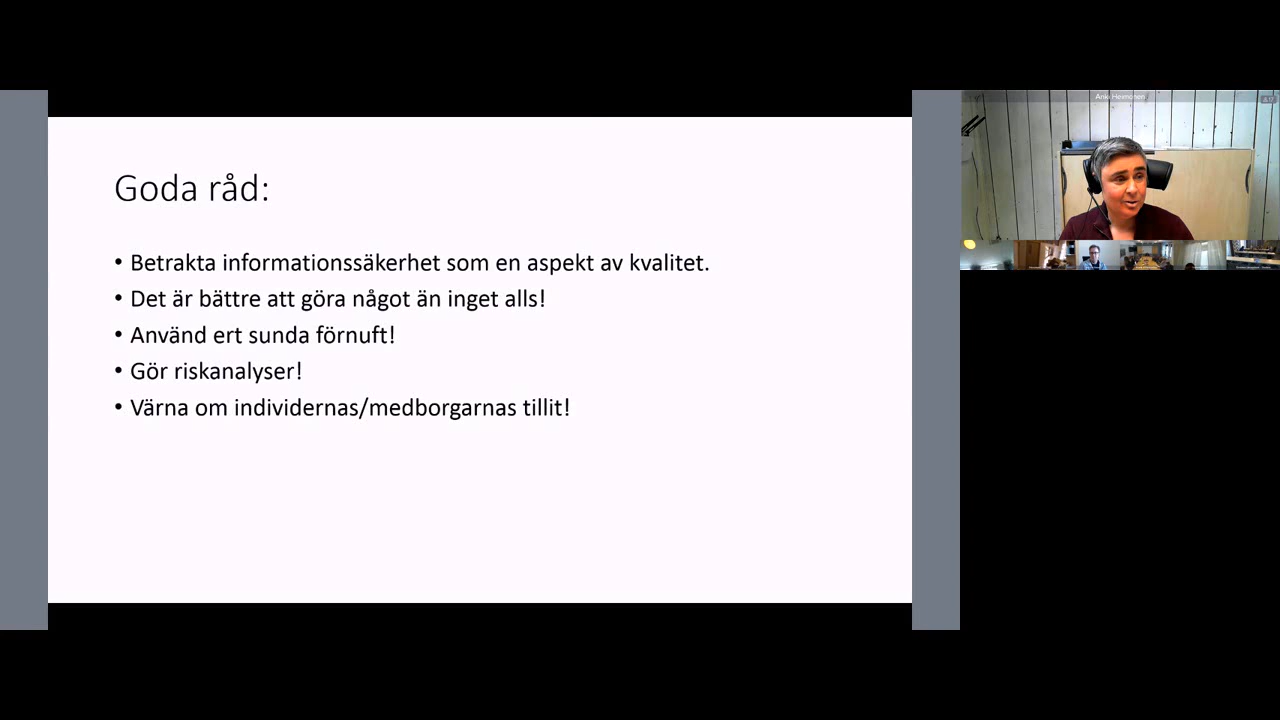 Goda råd:
• Betrakta informationssäkerhet som en aspekt av kvalitet.
• Det är bättre att göra något än inget alls!
• Använd ert sunda förnuft!
• Gör riskanalyser!
• Värna om individernas/medborgarnas tillit!